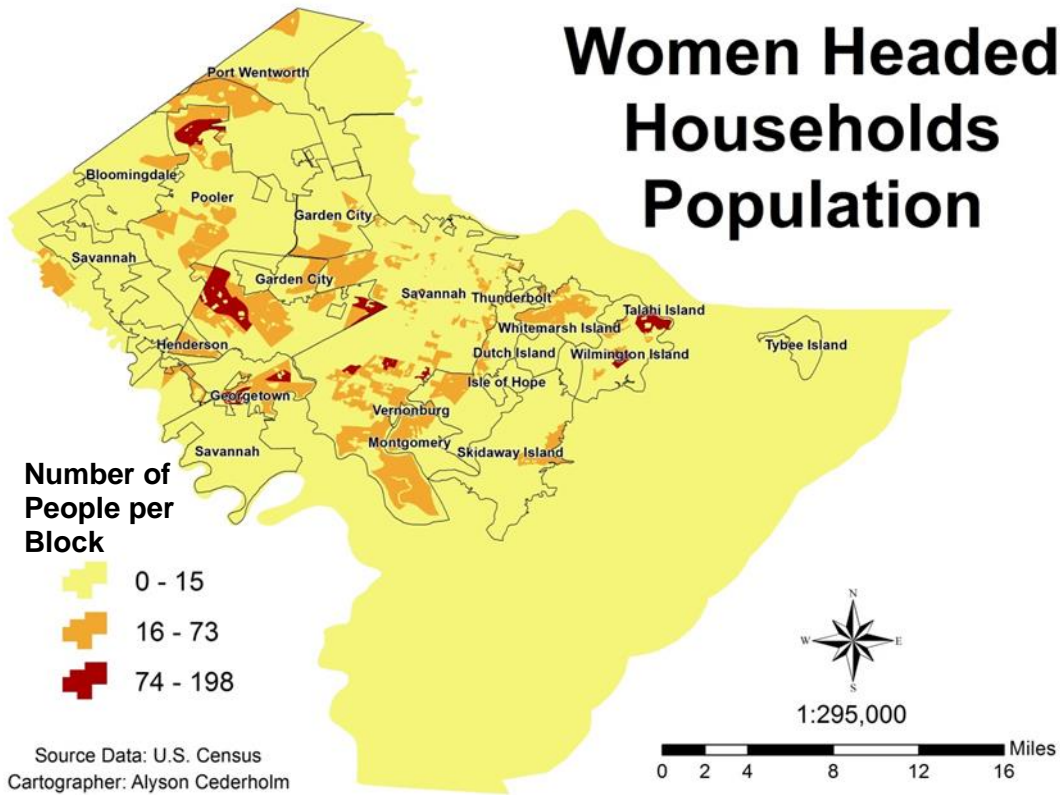 Women Headed
Households
Population
Port Wentworth
Bloomingdale
Pooler
Garden City
Savannah
Garden City
Savannah
Thunderbolt
Talahi Island
Whitemarsh Island
Tybee Island
Henderson
Dutch Island
Wilmington Island
Isle of Hope
Georgetown
Vernonburg
Montgomery
Savannah
Skidaway Island
Number of
People per
Block
0 - 15
16 - 73
74 - 198
N
W
E
S
1:295,000
Miles
0 2 4 8 12 16
Source Data: U.S. Census
Cartographer: Alyson Cederholm